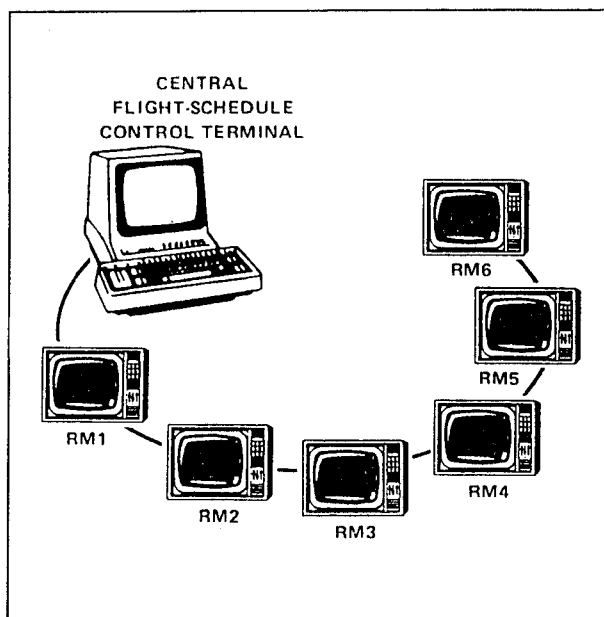 CENTRAL
FLIGHT-SCHEDULE
CONTROL TERMINAL
RM6
RM5
RM1
RM4
RM2
RM3